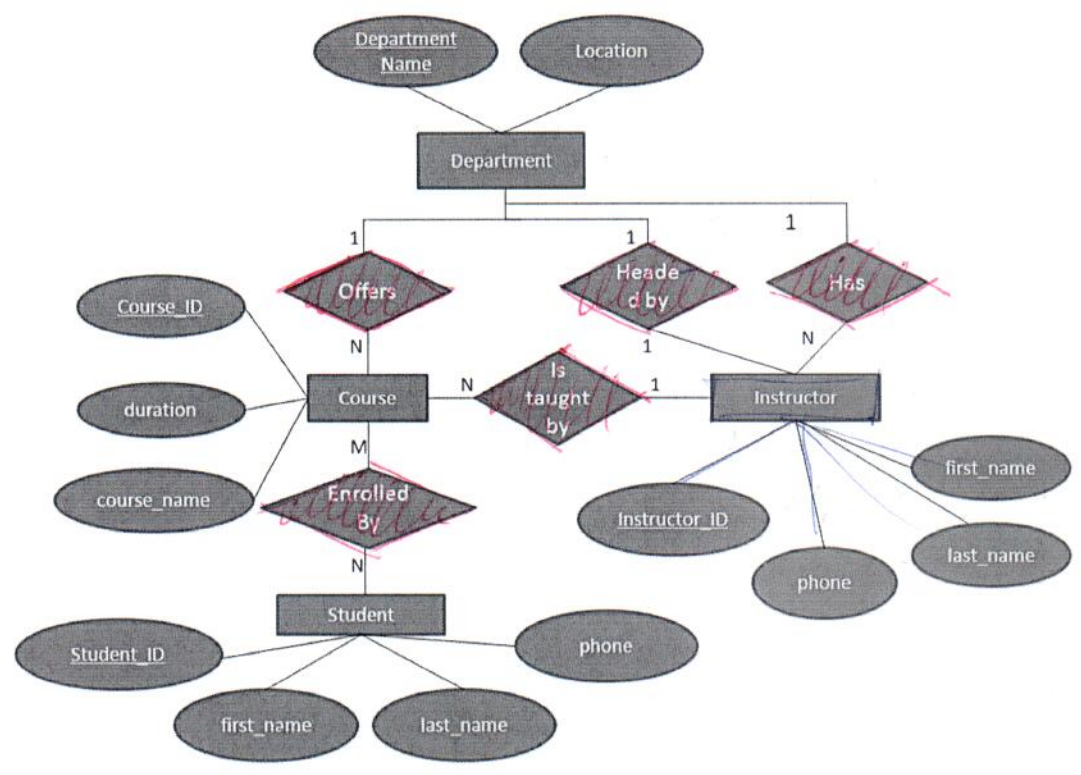 Department
Name
Location
Department
1
1
1
Offers
Heade
d by
Has
Course_ID
N
1
N
Course
N
Is
taught
by
1
Instructor
duration
M
course_name
Enrolled
By
N
Instructor_ID
phone
first_name
last_name
Student
Student_ID
first_name
last_name
phone